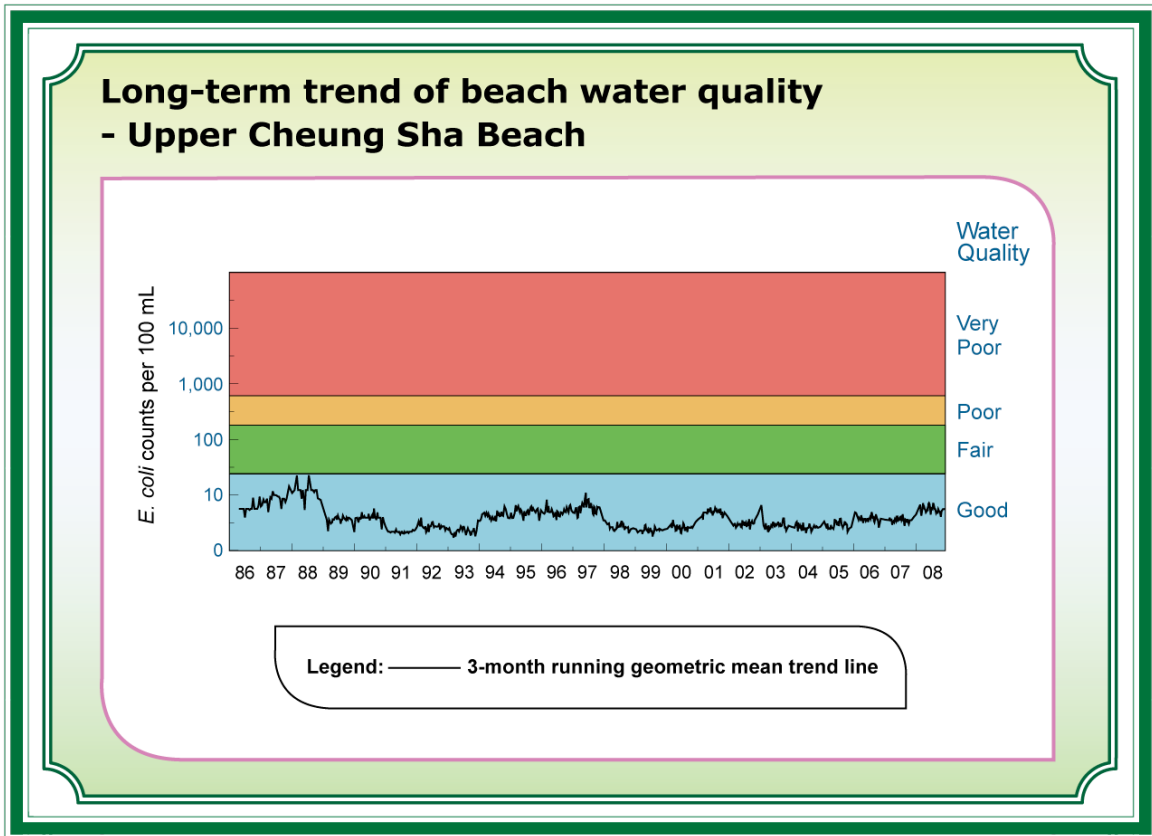 Long-term trend of beach water quality
- Upper Cheung Sha Beach
Water
Quality
E. coli counts per 100 mL
10,000
1,000
100
10
0
Very
Poor
Poor
Fair
Good
86 87 88 89 90 91 92 93 94 95 96 97 98 99 00 01 02 03 04 05 06 07 08
Legend: 3-month running geometric mean trend line